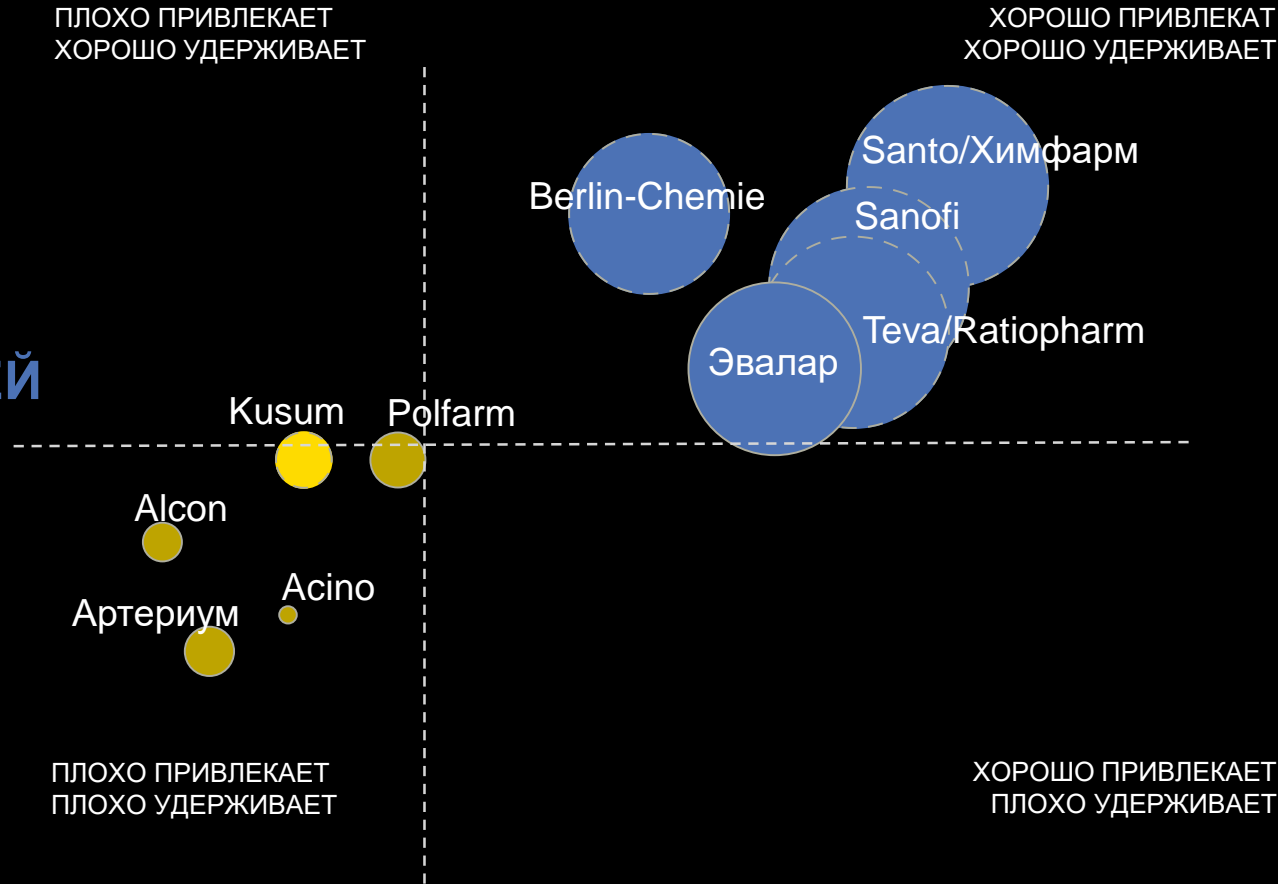 ПЛОХО ПРИВЛЕКАЕТ
ХОРОШО УДЕРЖИВАЕТ
ХОРОШО ПРИВЛЕКАТ
ХОРОШО УДЕРЖИВАЕТ
Santo/Химфарм
Berlin-Chemie
Sanofi
Teva/Ratiopharm
Эвалар
ЕЙ
Kusum
Polfarm
Alcon
Acino
Артериум
ПЛОХО ПРИВЛЕКАЕТ
ПЛОХО УДЕРЖИВАЕТ
ХОРОШО ПРИВЛЕКАЕТ
ПЛОХО УДЕРЖИВАЕТ